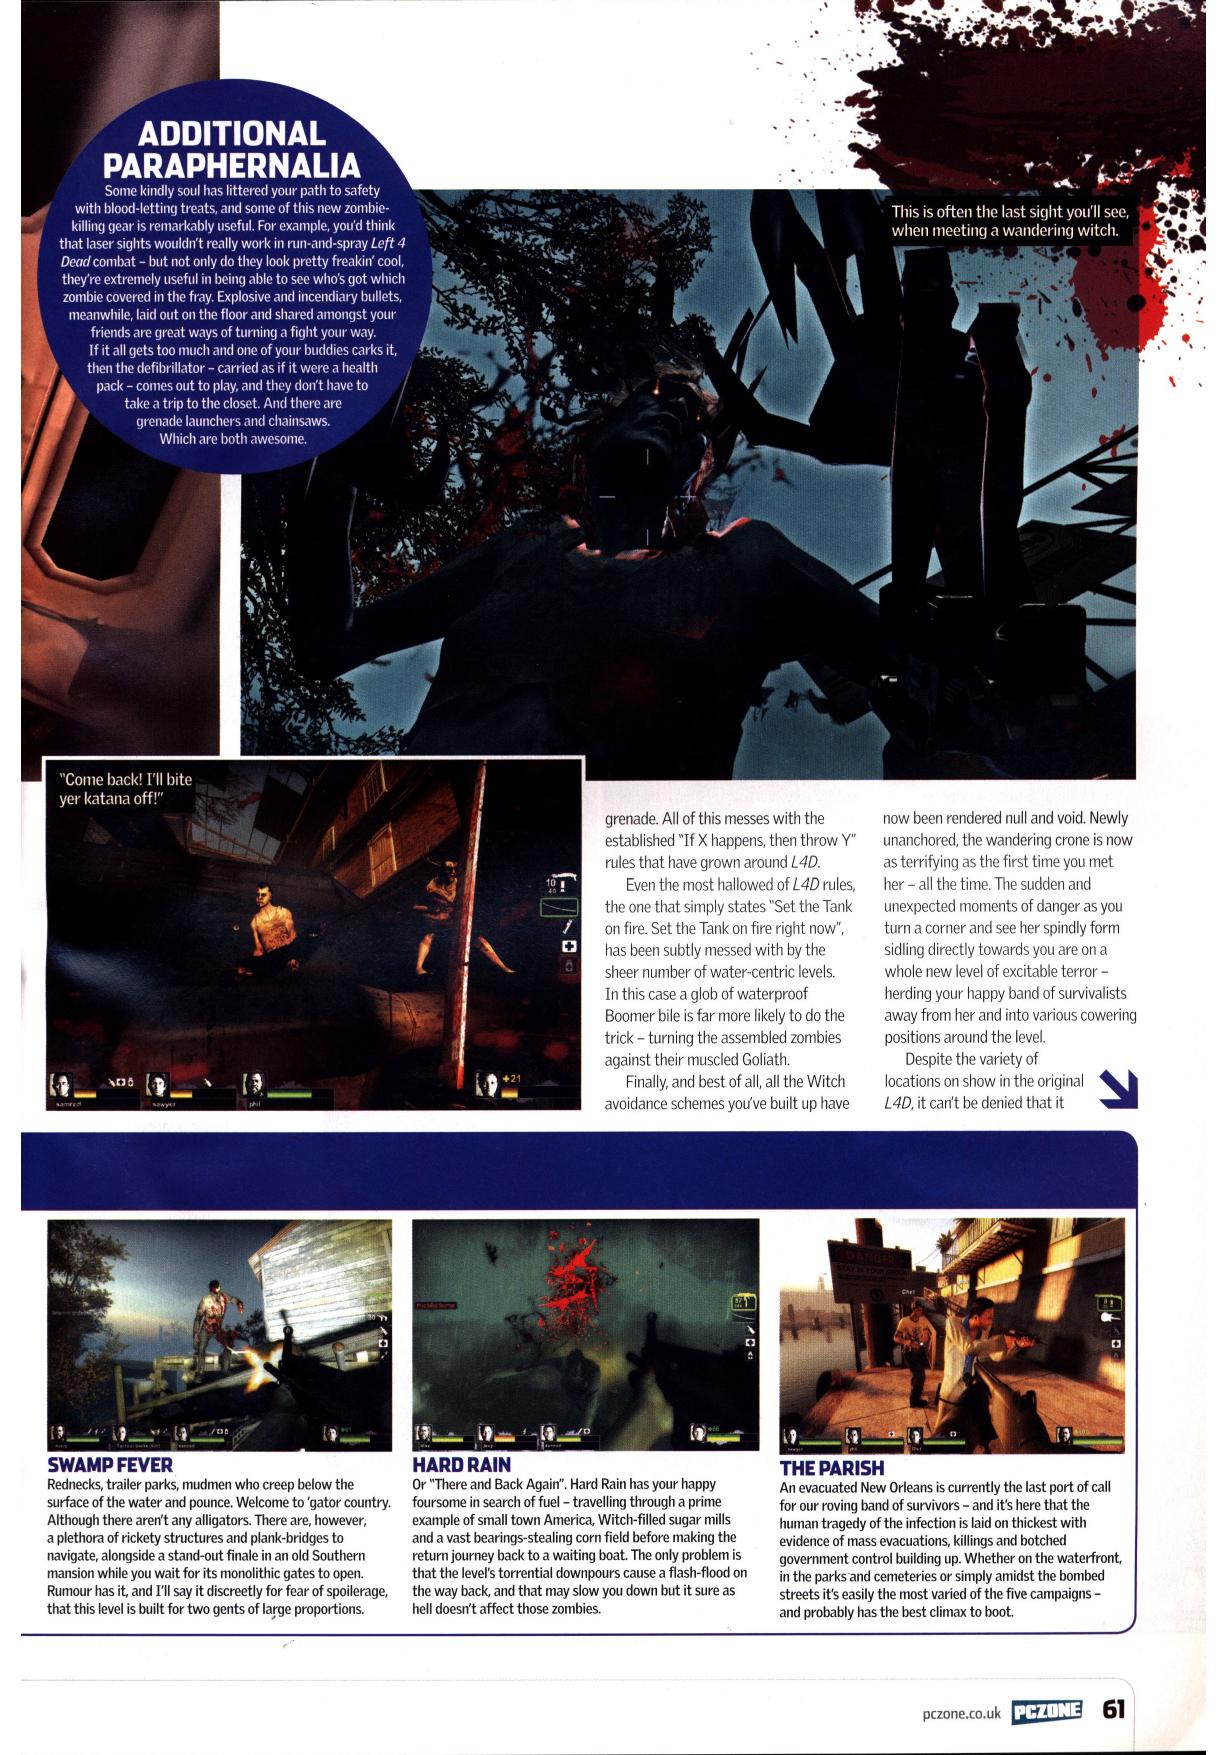 ADDITIONAL
PARAPHERNALIA
Some kindly soul has littered your path to safety
with blood-letting treats, and some of this new zombie-
killing gear is remarkably useful. For example, you'd think
that laser sights wouldn't really work in run-and-spray Left 4
Dead combat – but not only do they look pretty freakin' cool,
they're extremely useful in being able to see who's got which
zombie covered in the fray. Explosive and incendiary bullets,
meanwhile, laid out on the floor and shared amongst your
friends are great ways of turning a fight your way.
If it all gets too much and one of your buddies carks it,
then the defibrillator – carried as if it were a health
pack – comes out to play, and they don't have to
take a trip to the closet. And there are
grenade launchers and chainsaws.
Which are both awesome.
This is often the last sight you'll see,
when meeting a wandering witch.
"Come back! I'll bite
yer katana off!"
10
samred
sawyer
phil
+21
grenade. All of this messes with the
established "If X happens, then throw Y"
rules that have grown around L4D.
Even the most hallowed of L4D rules,
the one that simply states "Set the Tank
on fire. Set the Tank on fire right now",
has been subtly messed with by the
sheer number of water-centric levels.
In this case a glob of waterproof
Boomer bile is far more likely to do the
trick – turning the assembled zombies
against their muscled Goliath.
Finally, and best of all, all the Witch
avoidance schemes you've built up have
now been rendered null and void. Newly
unanchored, the wandering crone is now
as terrifying as the first time you met
her – all the time. The sudden and
unexpected moments of danger as you
turn a corner and see her spindly form
sidling directly towards you are on a
whole new level of excitable terror –
herding your happy band of survivalists
away from her and into various cowering
positions around the level.
Despite the variety of
locations on show in the original
L4D, it can't be denied that it
SWAMP FEVER
Rednecks, trailer parks, mudmen who creep below the
surface of the water and pounce. Welcome to 'gator country.
Although there aren't any alligators. There are, however,
a plethora of rickety structures and plank-bridges to
navigate, alongside a stand-out finale in an old Southern
mansion while you wait for its monolithic gates to open.
Rumour has it, and I'll say it discreetly for fear of spoilerage,
that this level is built for two gents of large proportions.
HARD RAIN
Or "There and Back Again". Hard Rain has your happy
foursome in search of fuel – travelling through a prime
example of small town America, Witch-filled sugar mills
and a vast bearings-stealing corn field before making the
return journey back to a waiting boat. The only problem is
that the level's torrential downpours cause a flash-flood on
the way back, and that may slow you down but it sure as
hell doesn't affect those zombies.
DANGER
Chet
THE PARISH
An evacuated New Orleans is currently the last port of call
for our roving band of survivors – and it's here that the
human tragedy of the infection is laid on thickest with
evidence of mass evacuations, killings and botched
government control building up. Whether on the waterfront,
in the parks and cemeteries or simply amidst the bombed
streets it's easily the most varied of the five campaigns –
and probably has the best climax to boot.
pczone.co.uk PCZONE 61